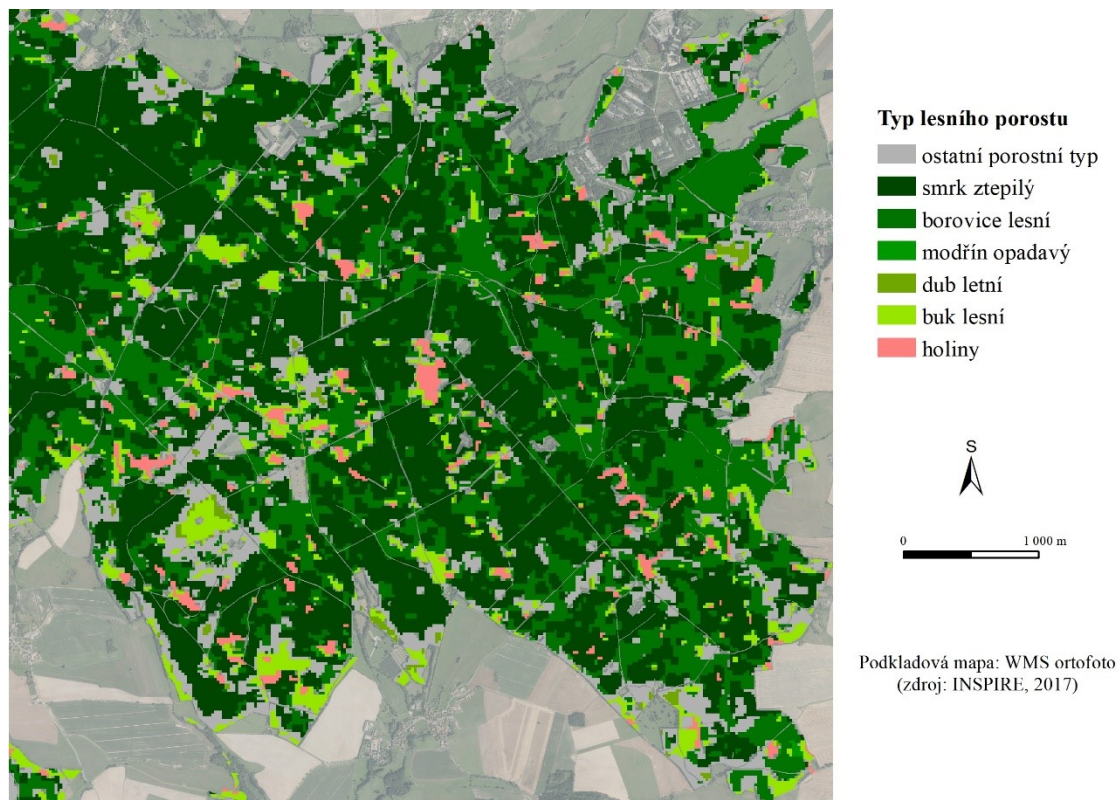 Typ lesního porostu
ostatní porostní typ
smrk ztepilý
borovice lesní
modřín opadavý
dub letní
buk lesní
holiny
S
0 1 000 m
Podkladová mapa: WMS ortofoto
(zdroj: INSPIRE, 2017)